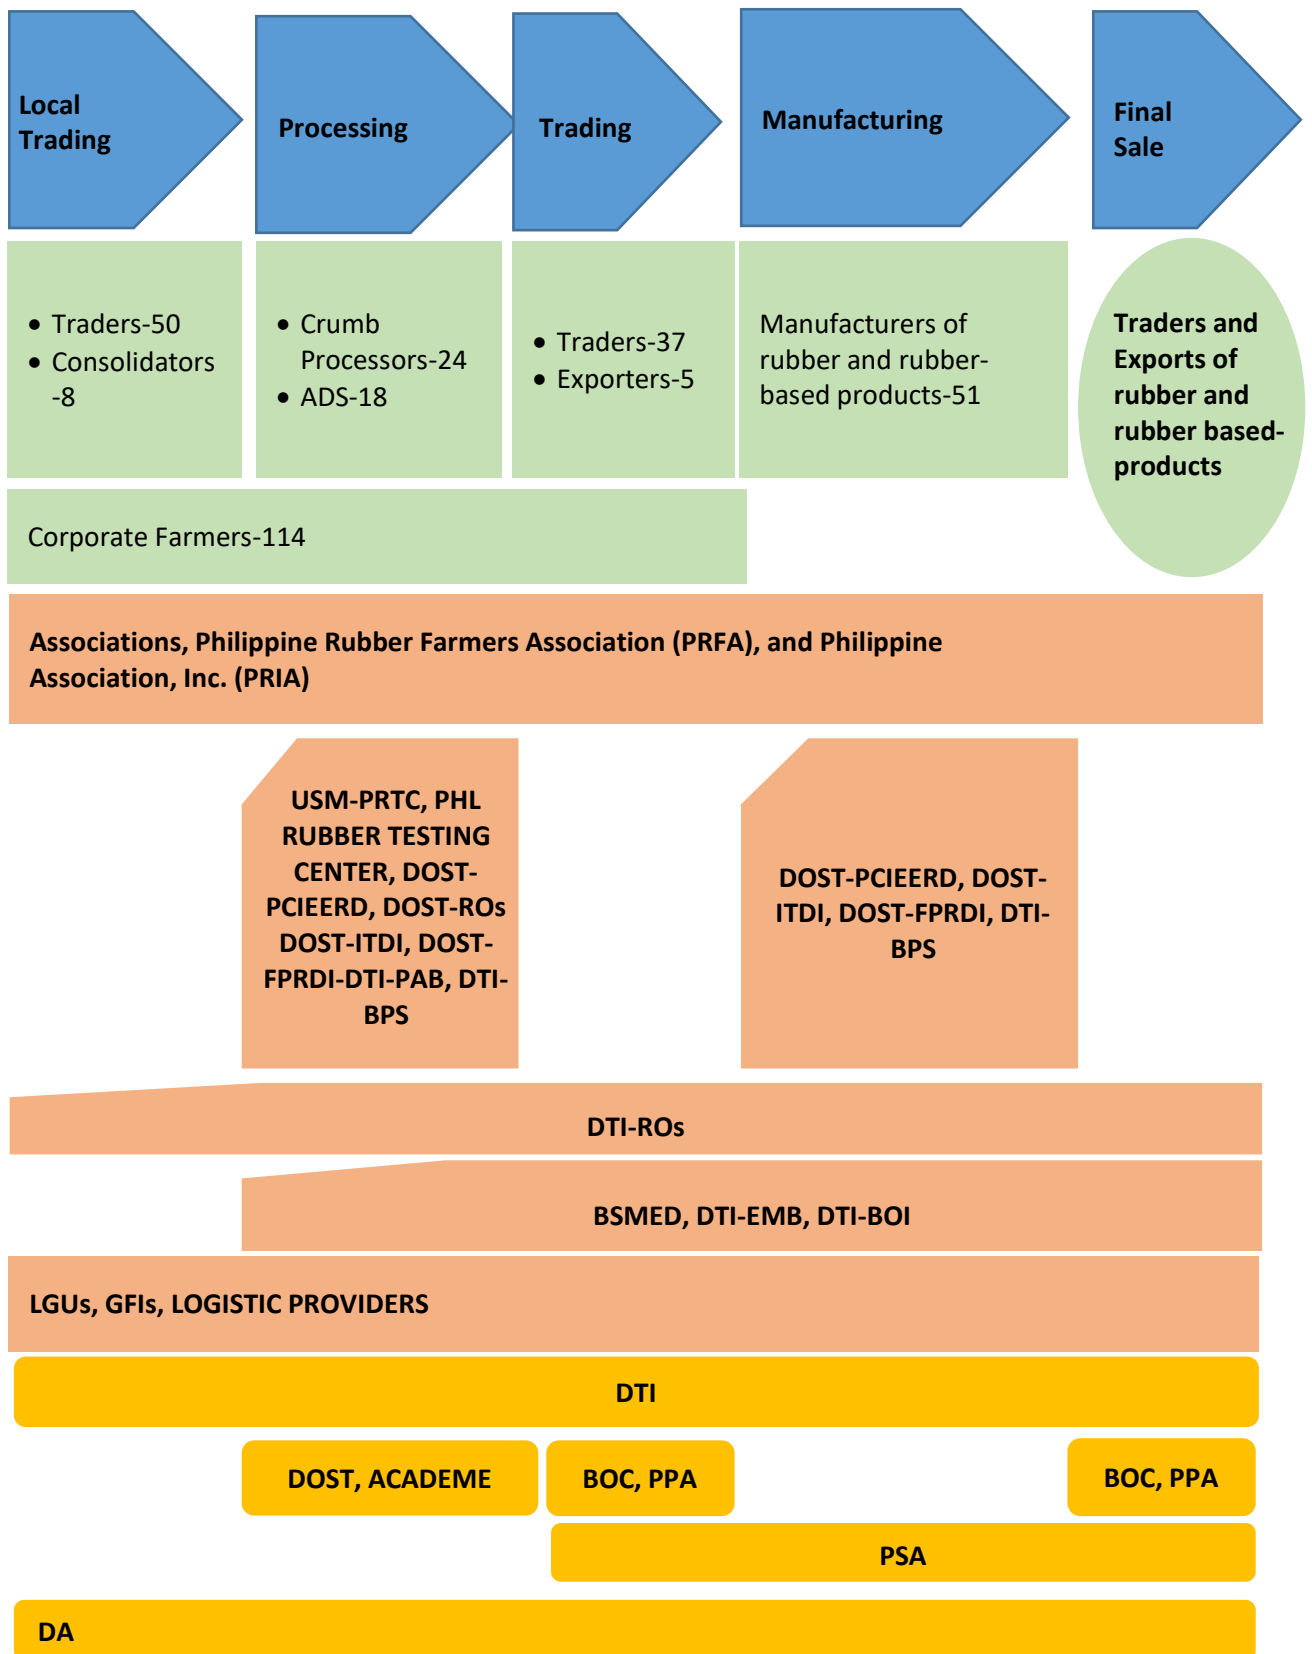 Local
Trading
Processing
Trading
Manufacturing
Final
Sale
• Traders-50
• Consolidators
-8
• Crumb
Processors-24
• ADS-18
• Traders-37
• Exporters-5
Manufacturers of
rubber and rubber-
based products-51
Traders and
Exports of
rubber and
rubber based-
products
Corporate Farmers-114
Associations, Philippine Rubber Farmers Association (PRFA), and Philippine
Association, Inc. (PRIA)
USM-PRTC, PHL
RUBBER TESTING
CENTER, DOST-
PCIEERD, DOST-ROs
DOST-ITDI, DOST-
FPRDI-DTI-PAB, DTI-
BPS
DOST-PCIEERD, DOST-
ITDI, DOST-FPRDI, DTI-
BPS
DTI-ROs
BSMED, DTI-EMB, DTI-BOI
LGUs, GFIs, LOGISTIC PROVIDERS
DTI
DOST, ACADEME
BOC, PPA
BOC, PPA
PSA
DA